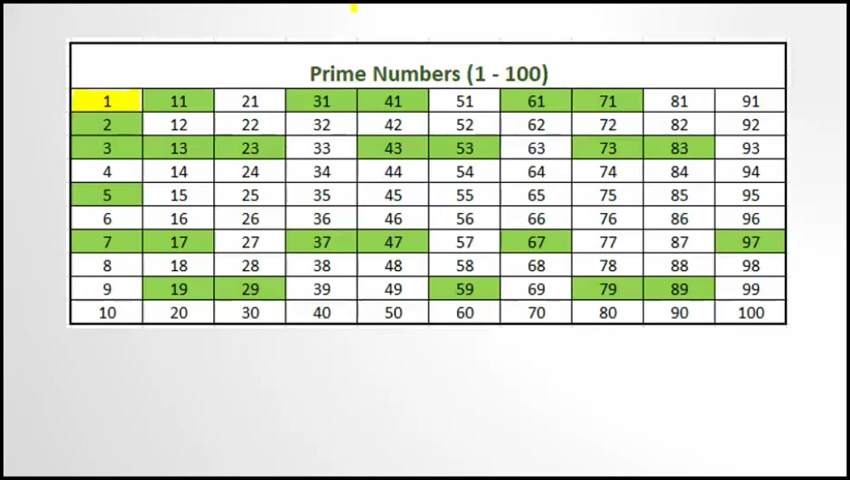 Prime Numbers (1 - 100)
1 11 21 31 41 51 61 71 81 91
2 12 22 32 42 52 62 72 82 92
3 13 23 33 43 53 63 73 83 93
4 14 24 34 44 54 64 74 84 94
5 15 25 35 45 55 65 75 85 95
6 16 26 36 46 56 66 76 86 96
7 17 27 37 47 57 67 77 87 97
8 18 28 38 48 58 68 78 88 98
9 19 29 39 49 59 69 79 89 99
10 20 30 40 50 60 70 80 90 100